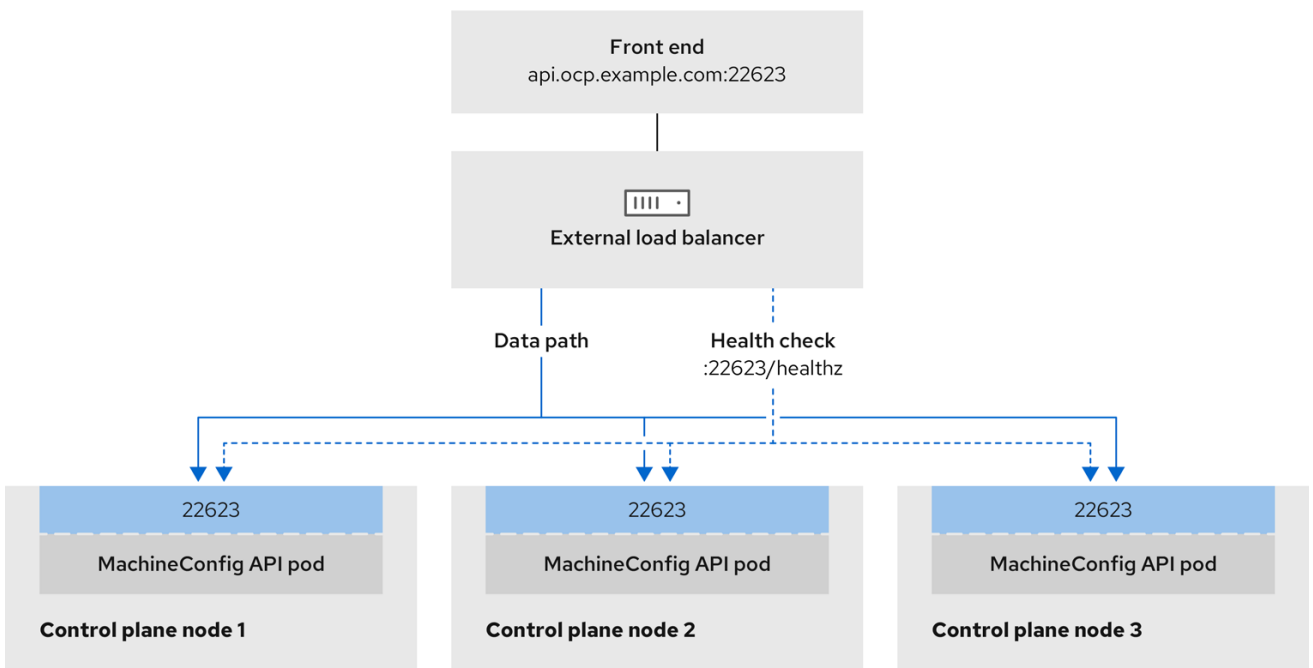 Front end
api.ocp.example.com:22623
External load balancer
Data path
Health check
:22623/healthz
22623
MachineConfig API pod
Control plane node 1
22623
MachineConfig API pod
Control plane node 2
22623
MachineConfig API pod
Control plane node 3